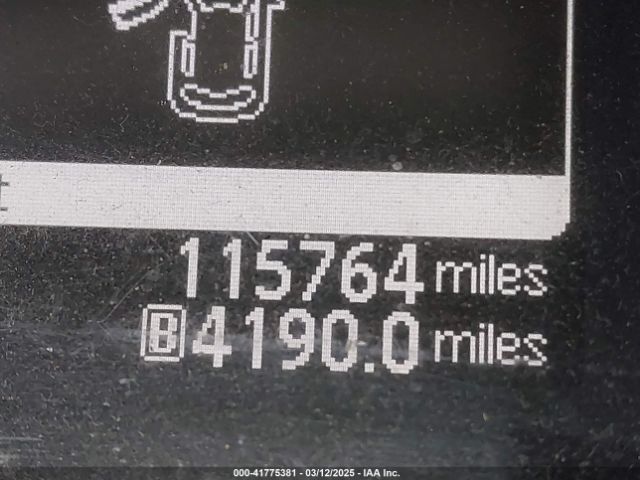 115764 miles
B 4190.0 miles
000-41775381 - 03/12/2025 - IAA Inc.